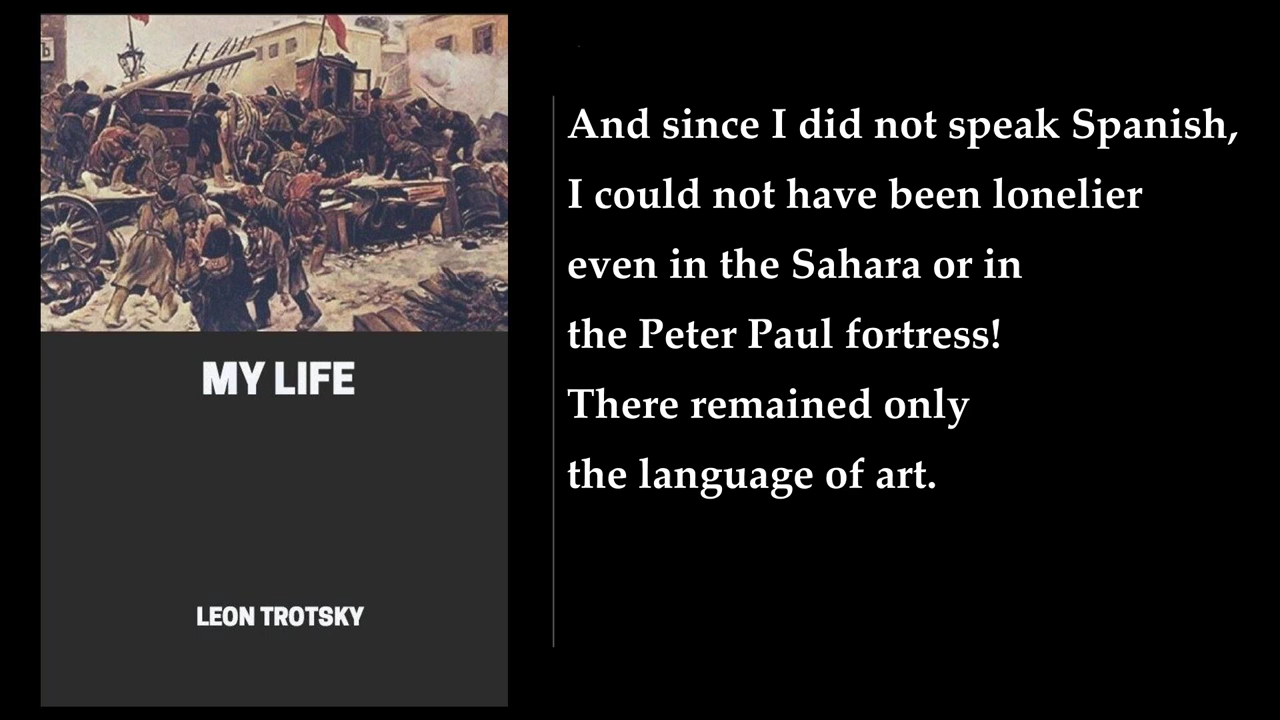 MY LIFE
LEON TROTSKY
And since I did not speak Spanish,
I could not have been lonelier
even in the Sahara or in
the Peter Paul fortress!
There remained only
the language of art.